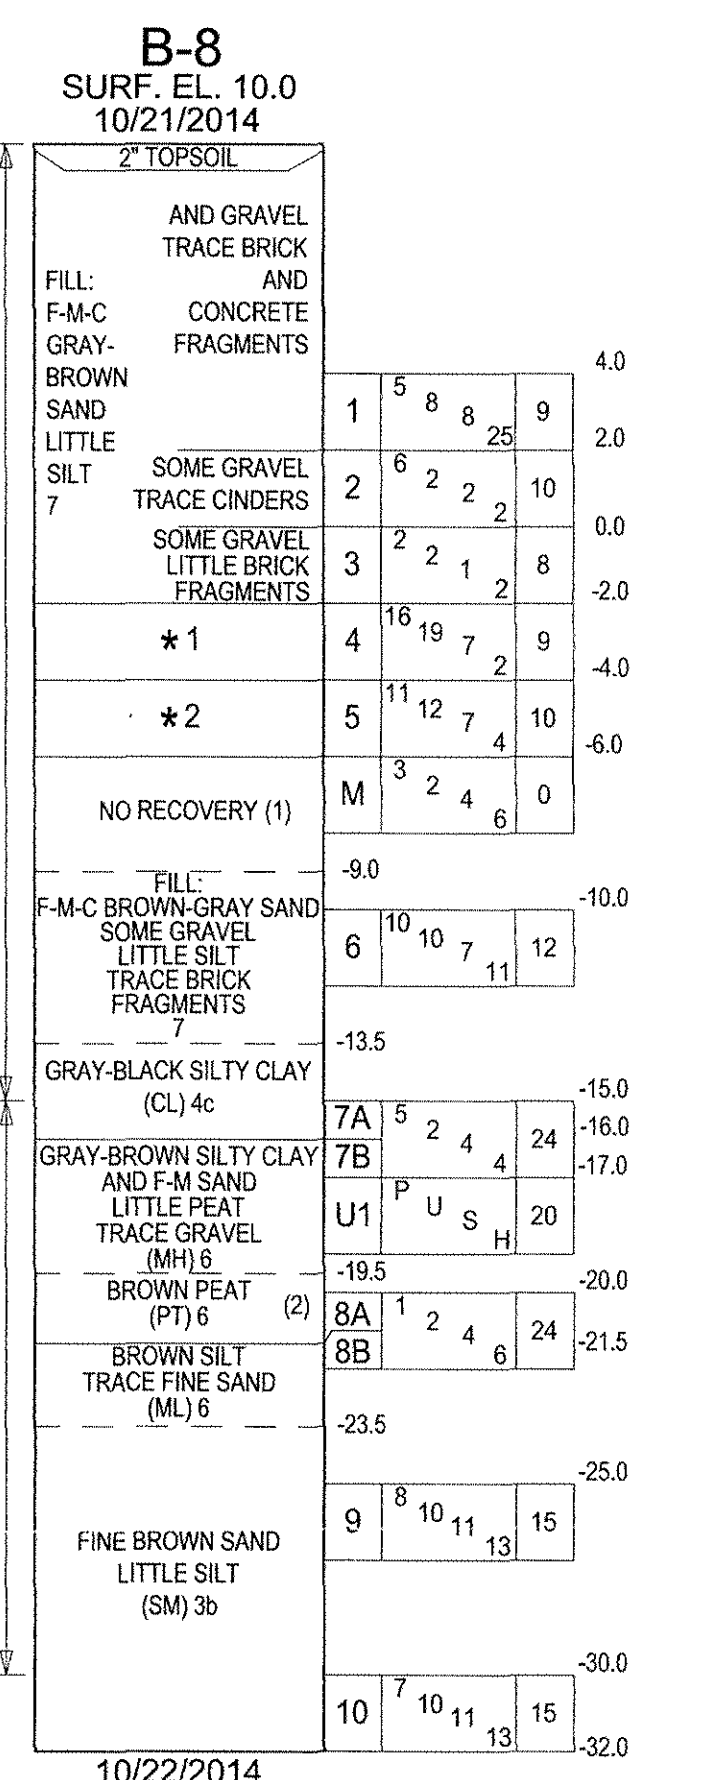 B-8
SURF. EL. 10.0
10/21/2014
2" TOPSOIL
AND GRAVEL
TRACE BRICK
FILL: AND
F-M-C CONCRETE
GRAY- FRAGMENTS
BROWN
SAND
LITTLE
SILT
7
4.0
1 5 8 8 25 9
2.0
SOME GRAVEL
TRACE CINDERS
2 6 2 2 2 10
0.0
SOME GRAVEL
LITTLE BRICK
FRAGMENTS
3 2 2 1 2 8
-2.0
*1 4 16 19 7 2 9
-4.0
*2 5 11 12 7 4 10
-6.0
NO RECOVERY (1) M 3 2 4 6 0
-9.0
FILL:
F-M-C BROWN-GRAY SAND
SOME GRAVEL
LITTLE SILT
TRACE BRICK
FRAGMENTS
7
-10.0
6 10 10 7 11 12
-13.5
GRAY-BLACK SILTY CLAY
(CL) 4c
-15.0
7A 5 2 4 4 24
-16.0
7B
-17.0
GRAY-BROWN SILTY CLAY
AND F-M SAND
LITTLE PEAT
TRACE GRAVEL
(MH) 6
U1 P U S H 20
-19.5
BROWN PEAT
(PT) 6 (2)
-20.0
8A 1 2 4 6 24
8B
-21.5
BROWN SILT
TRACE FINE SAND
(ML) 6
-23.5
-25.0
9 8 10 11 13 15
FINE BROWN SAND
LITTLE SILT
(SM) 3b
-30.0
10 7 10 11 13 15
-32.0
10/22/2014